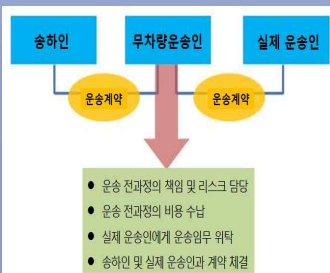 송하인
무차량운송인
실제 운송인
운송계약
운송계약
● 운송 전과정의 책임 및 리스크 담당
● 운송 전과정의 비용 수납
● 실제 운송인에게 운송임무 위탁
● 송하인 및 실제 운송인과 계약 체결